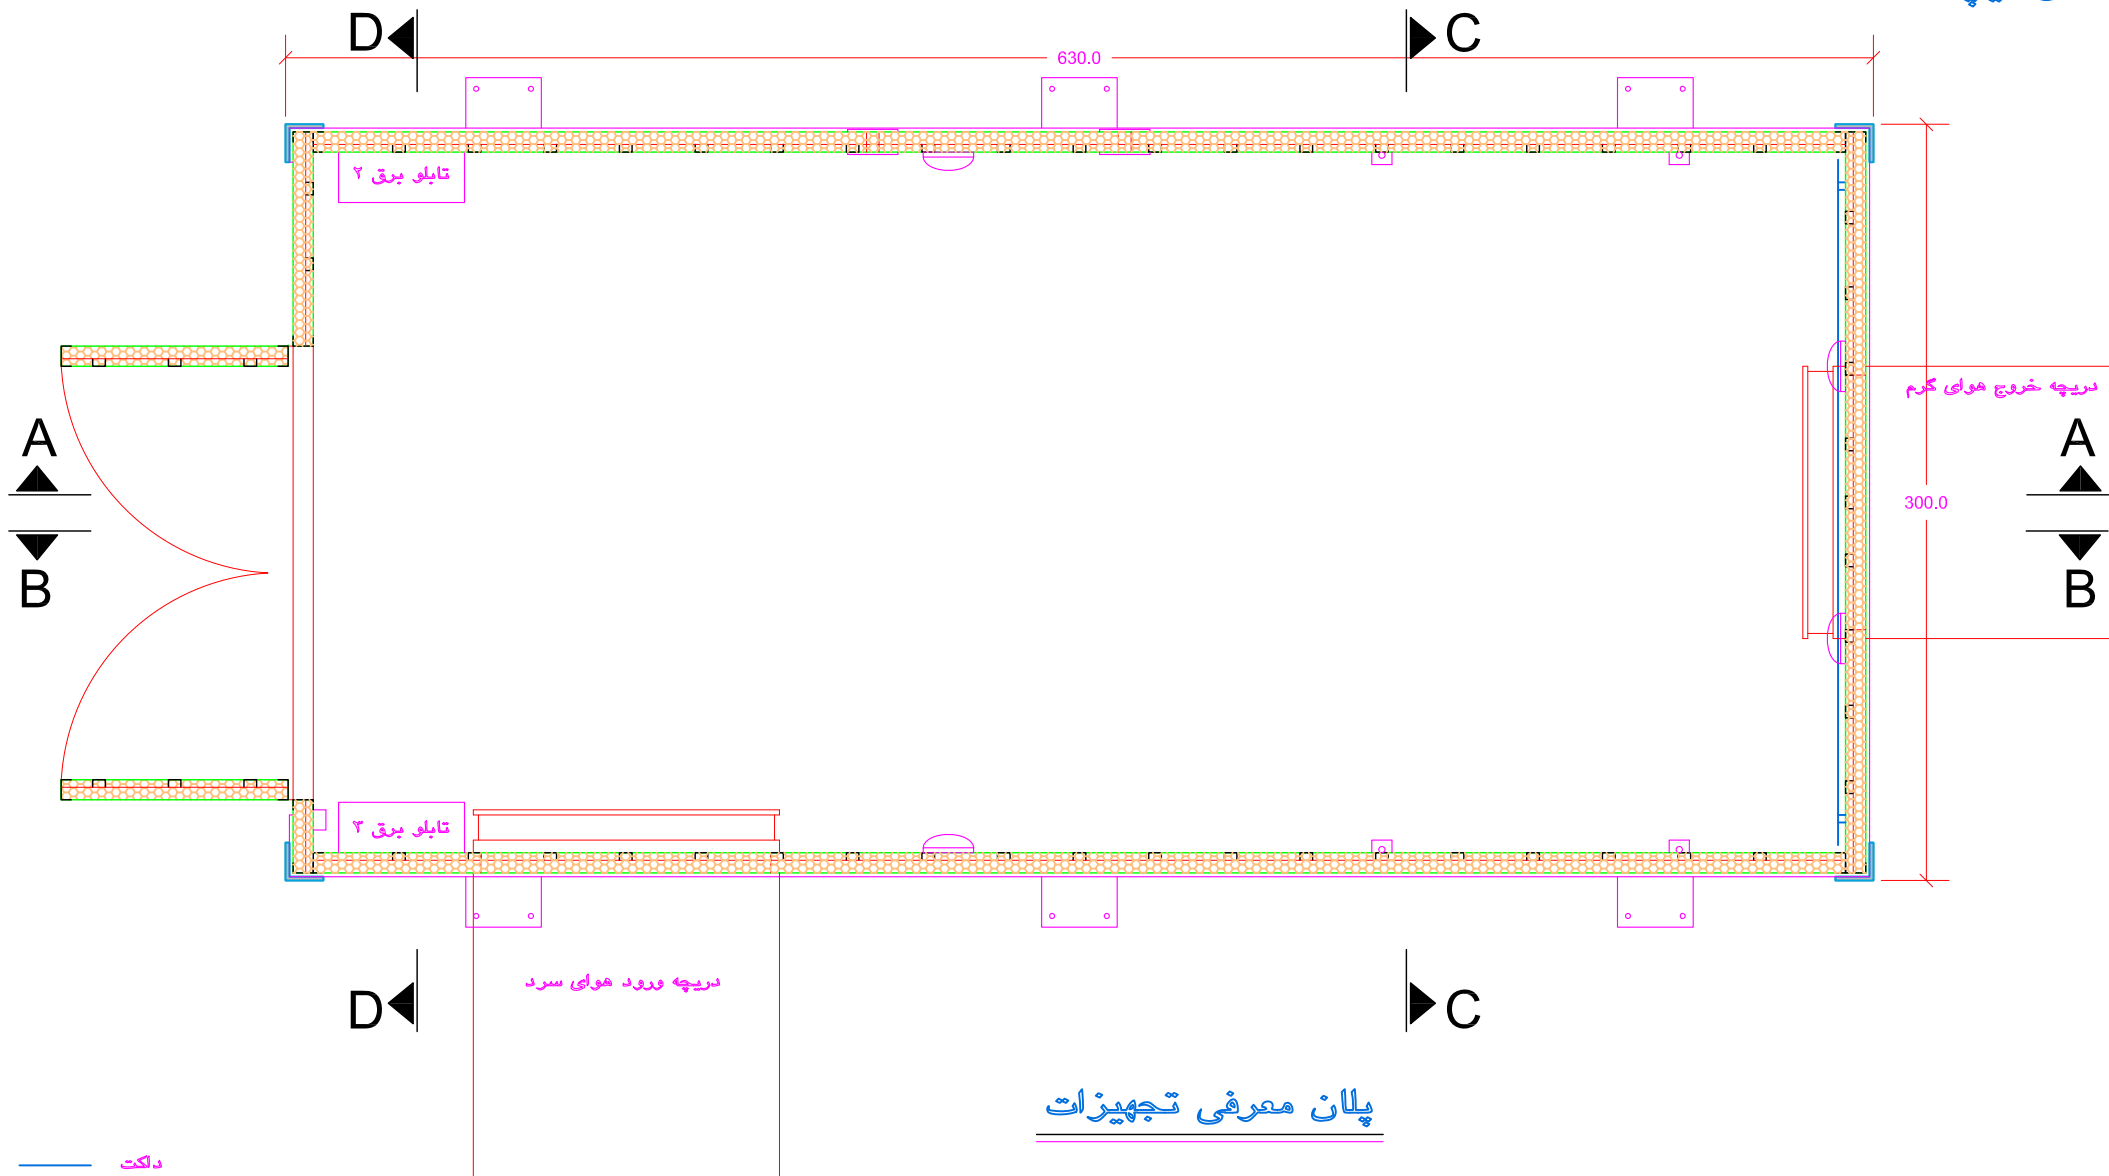 D
C
630.0
تابلو برق ۲
دریچه خروج هوای گرم
A
A
300.0
B
B
تابلو برق ۳
دریچه ورود هوای سرد
D
C
پلان معرفی تجهیزات
داکت